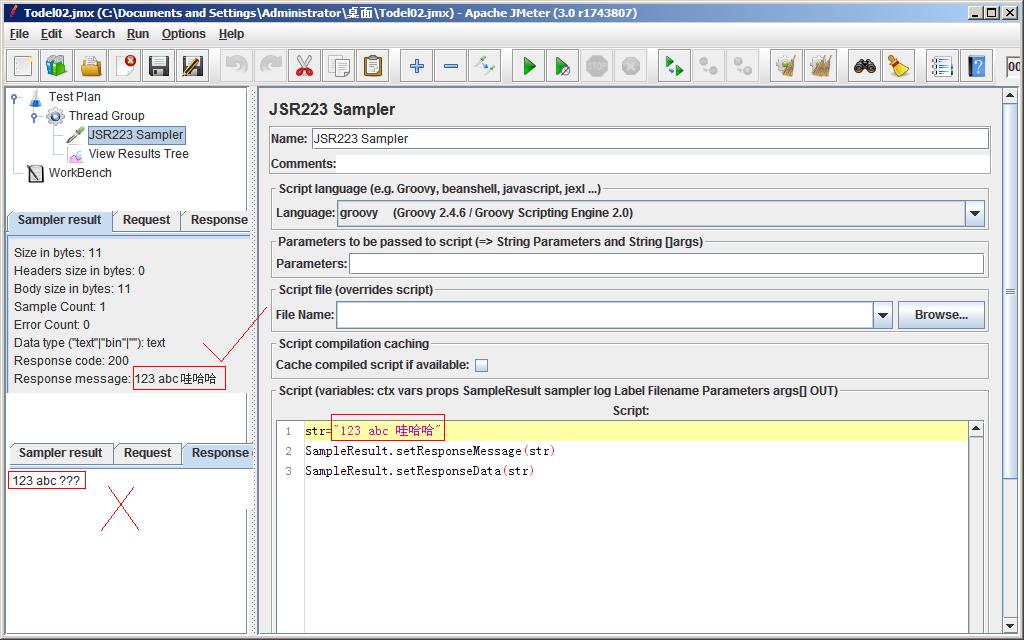 Todel02.jmx (C:\Documents and Settings\Administrator\桌面\Todel02.jmx) - Apache JMeter (3.0 r1743807)
File Edit Search Run Options Help
STOP
00
Test Plan
Thread Group
JSR223 Sampler
View Results Tree
WorkBench
Sampler result Request Response
Size in bytes: 11
Headers size in bytes: 0
Body size in bytes: 11
Sample Count: 1
Error Count: 0
Data type ("text"|"bin"|""): text
Response code: 200
Response message: 123 abc 哇哈哈
Sampler result Request Response
123 abc ???
JSR223 Sampler
Name: JSR223 Sampler
Comments:
Script language (e.g. Groovy, beanshell, javascript, jexl ...)
Language: groovy (Groovy 2.4.6 / Groovy Scripting Engine 2.0)
Parameters to be passed to script (=> String Parameters and String []args)
Parameters:
Script file (overrides script)
File Name: Browse...
Script compilation caching
Cache compiled script if available:
Script (variables: ctx vars props SampleResult sampler log Label Filename Parameters args[] OUT)
Script:
1 str="123 abc 哇哈哈"
2 SampleResult.setResponseMessage(str)
3 SampleResult.setResponseData(str)